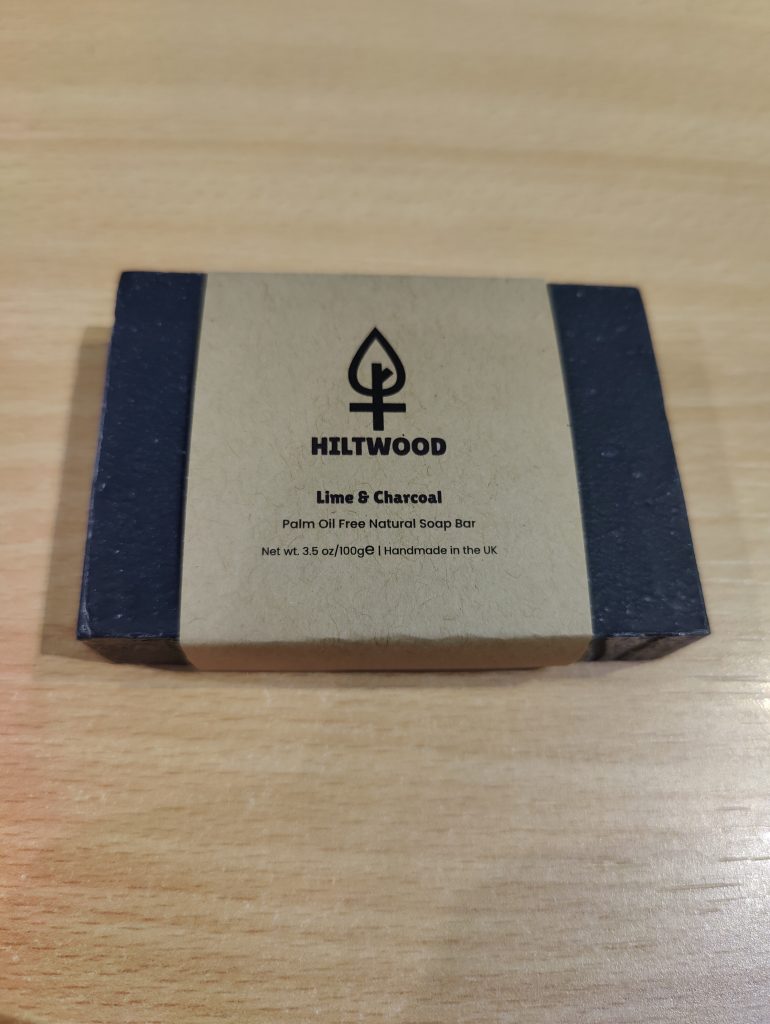 HILTWOOD
Lime & Charcoal
Palm Oil Free Natural Soap Bar
Net wt. 3.5 oz/100g℮ | Handmade in the UK